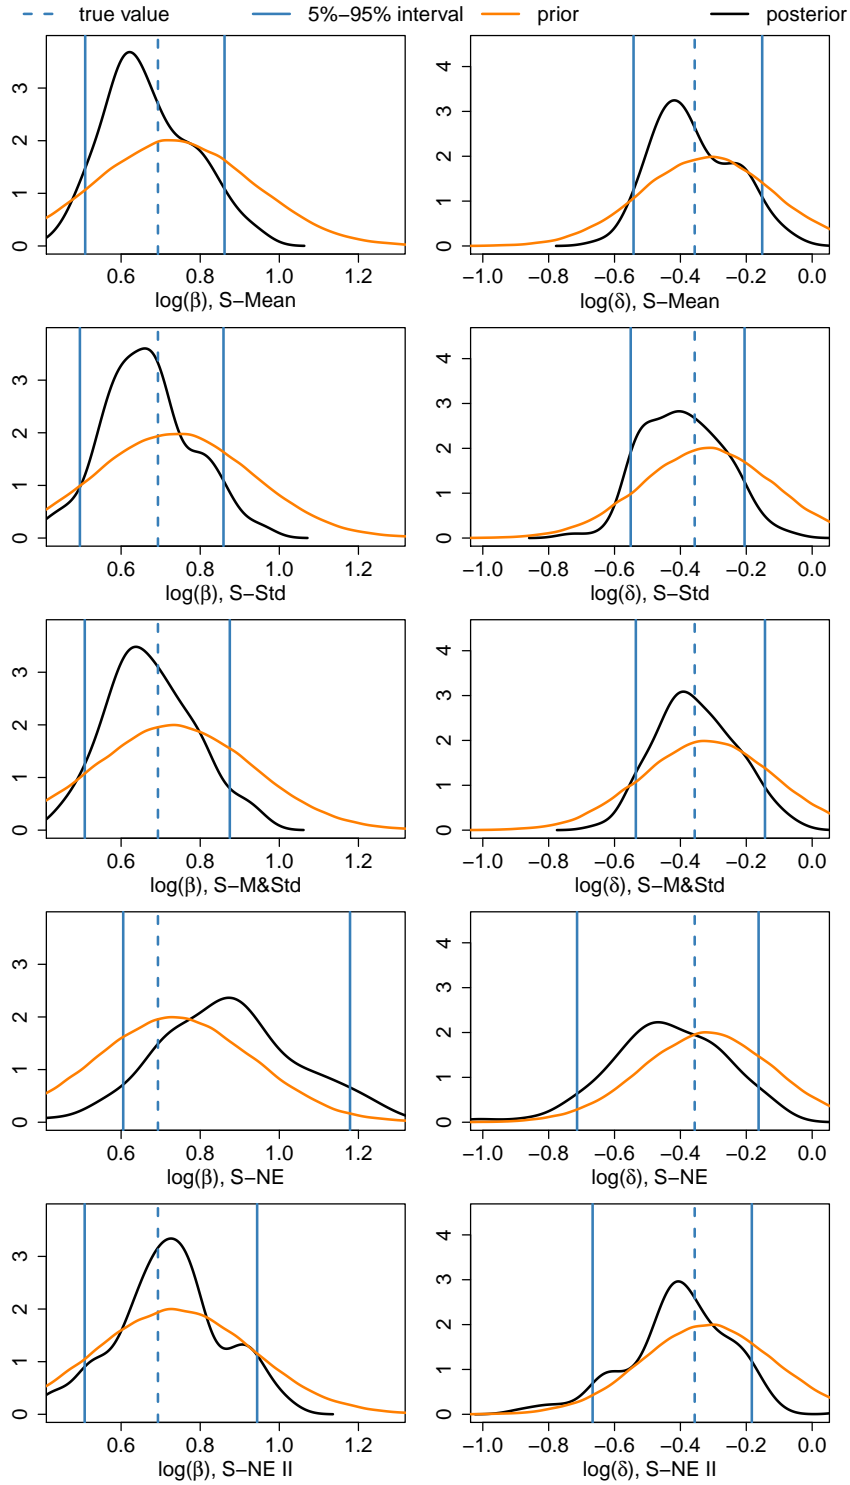 true value 5%−95% interval prior posterior
0 1 2 3
0.6 0.8 1.0 1.2
log(β), S−Mean
0 1 2 3 4
−1.0 −0.8 −0.6 −0.4 −0.2 0.0
log(δ), S−Mean
0 1 2 3
0.6 0.8 1.0 1.2
log(β), S−Std
0 1 2 3 4
−1.0 −0.8 −0.6 −0.4 −0.2 0.0
log(δ), S−Std
0 1 2 3
0.6 0.8 1.0 1.2
log(β), S−M&Std
0 1 2 3 4
−1.0 −0.8 −0.6 −0.4 −0.2 0.0
log(δ), S−M&Std
0 1 2 3
0.6 0.8 1.0 1.2
log(β), S−NE
0 1 2 3 4
−1.0 −0.8 −0.6 −0.4 −0.2 0.0
log(δ), S−NE
0 1 2 3
0.6 0.8 1.0 1.2
log(β), S−NE II
0 1 2 3 4
−1.0 −0.8 −0.6 −0.4 −0.2 0.0
log(δ), S−NE II